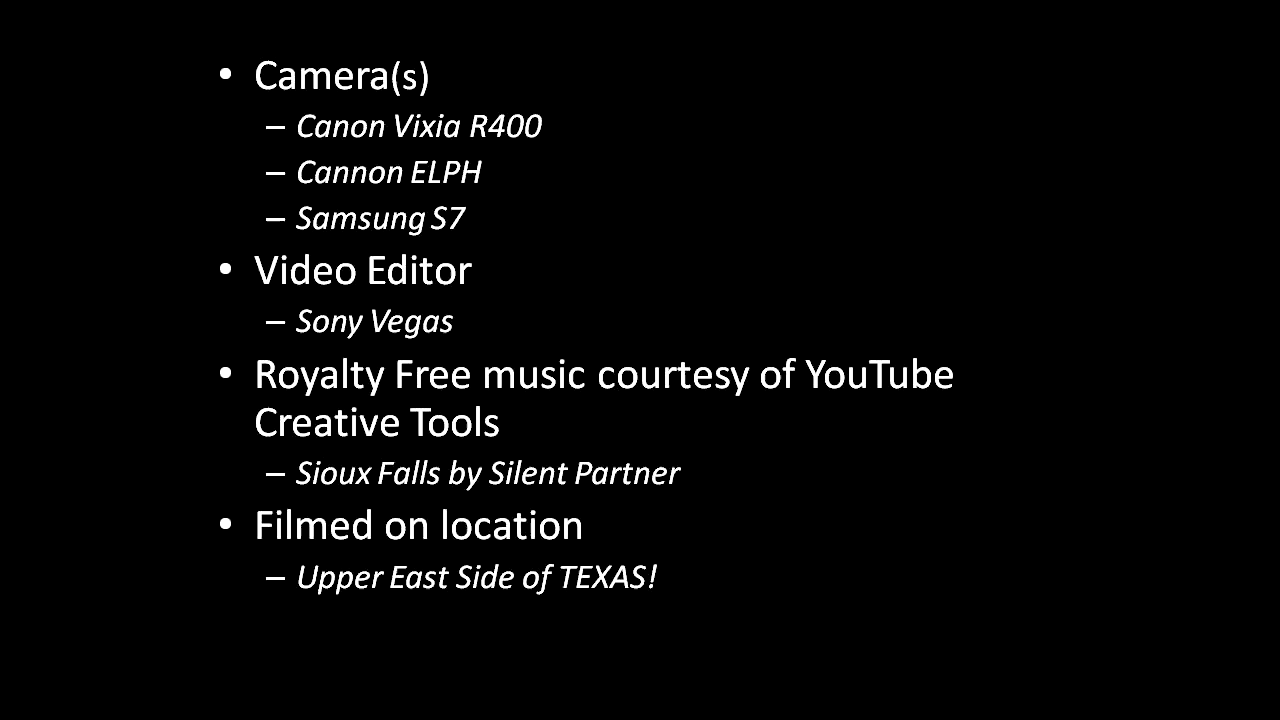 • Camera(s)
– Canon Vixia R400
– Cannon ELPH
– Samsung S7
• Video Editor
– Sony Vegas
• Royalty Free music courtesy of YouTube
Creative Tools
– Sioux Falls by Silent Partner
• Filmed on location
– Upper East Side of TEXAS!